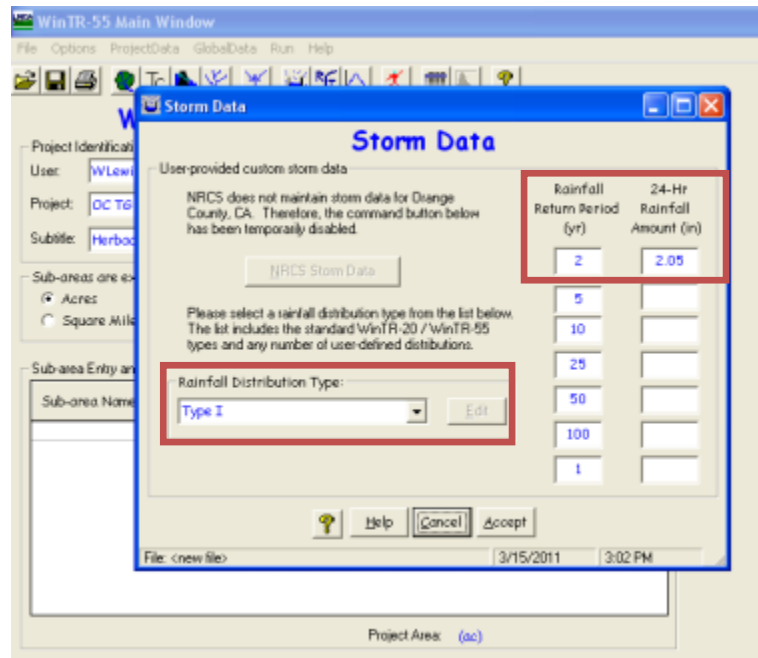 WinTR-55 Main Window
File Options ProjectData GlobalData Run Help
W
Project Identificati
User: WLewi
Project: OC TG
Subtitle: Herbac
Sub-areas are ex
Acres
Square Mile
Sub-area Entry an
Sub-area Name
Storm Data
Storm Data
User-provided custom storm data
NRCS does not maintain storm data for Orange
County, CA. Therefore, the command button below
has been temporarily disabled.
NRCS Storm Data
Please select a rainfall distribution type from the list below.
The list includes the standard WinTR-20 / WinTR-55
types and any number of user-defined distributions.
Rainfall Distribution Type:
Type I Edit
Rainfall 24-Hr
Return Period Rainfall
(yr) Amount (in)
2 2.05
5
10
25
50
100
1
? Help Cancel Accept
File: <new file> 3/15/2011 3:02 PM
Project Area: (ac)